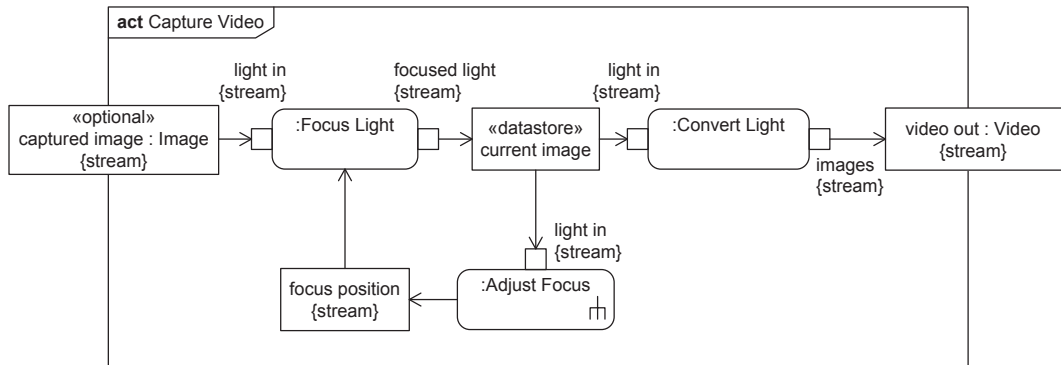 act Capture Video
light in
{stream}
focused light
{stream}
light in
{stream}
«optional»
captured image : Image
{stream}
:Focus Light
«datastore»
current image
:Convert Light
video out : Video
{stream}
images
{stream}
light in
{stream}
focus position
{stream}
:Adjust Focus